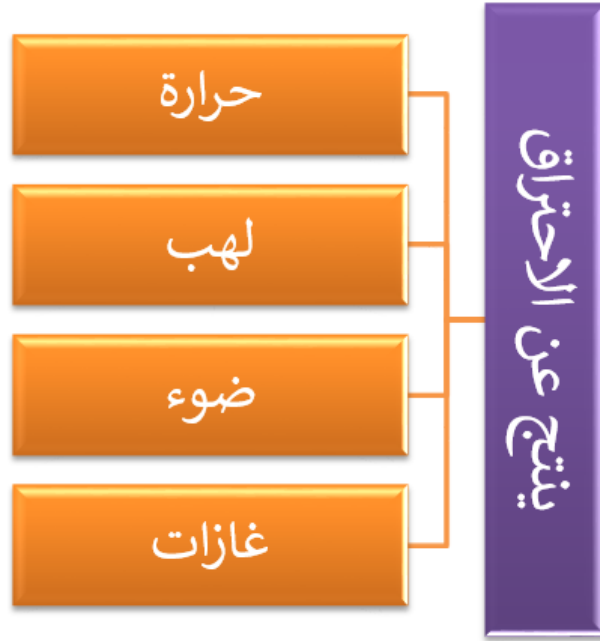 ينتج عن الاحتراق
حرارة
لهب
ضوء
غازات